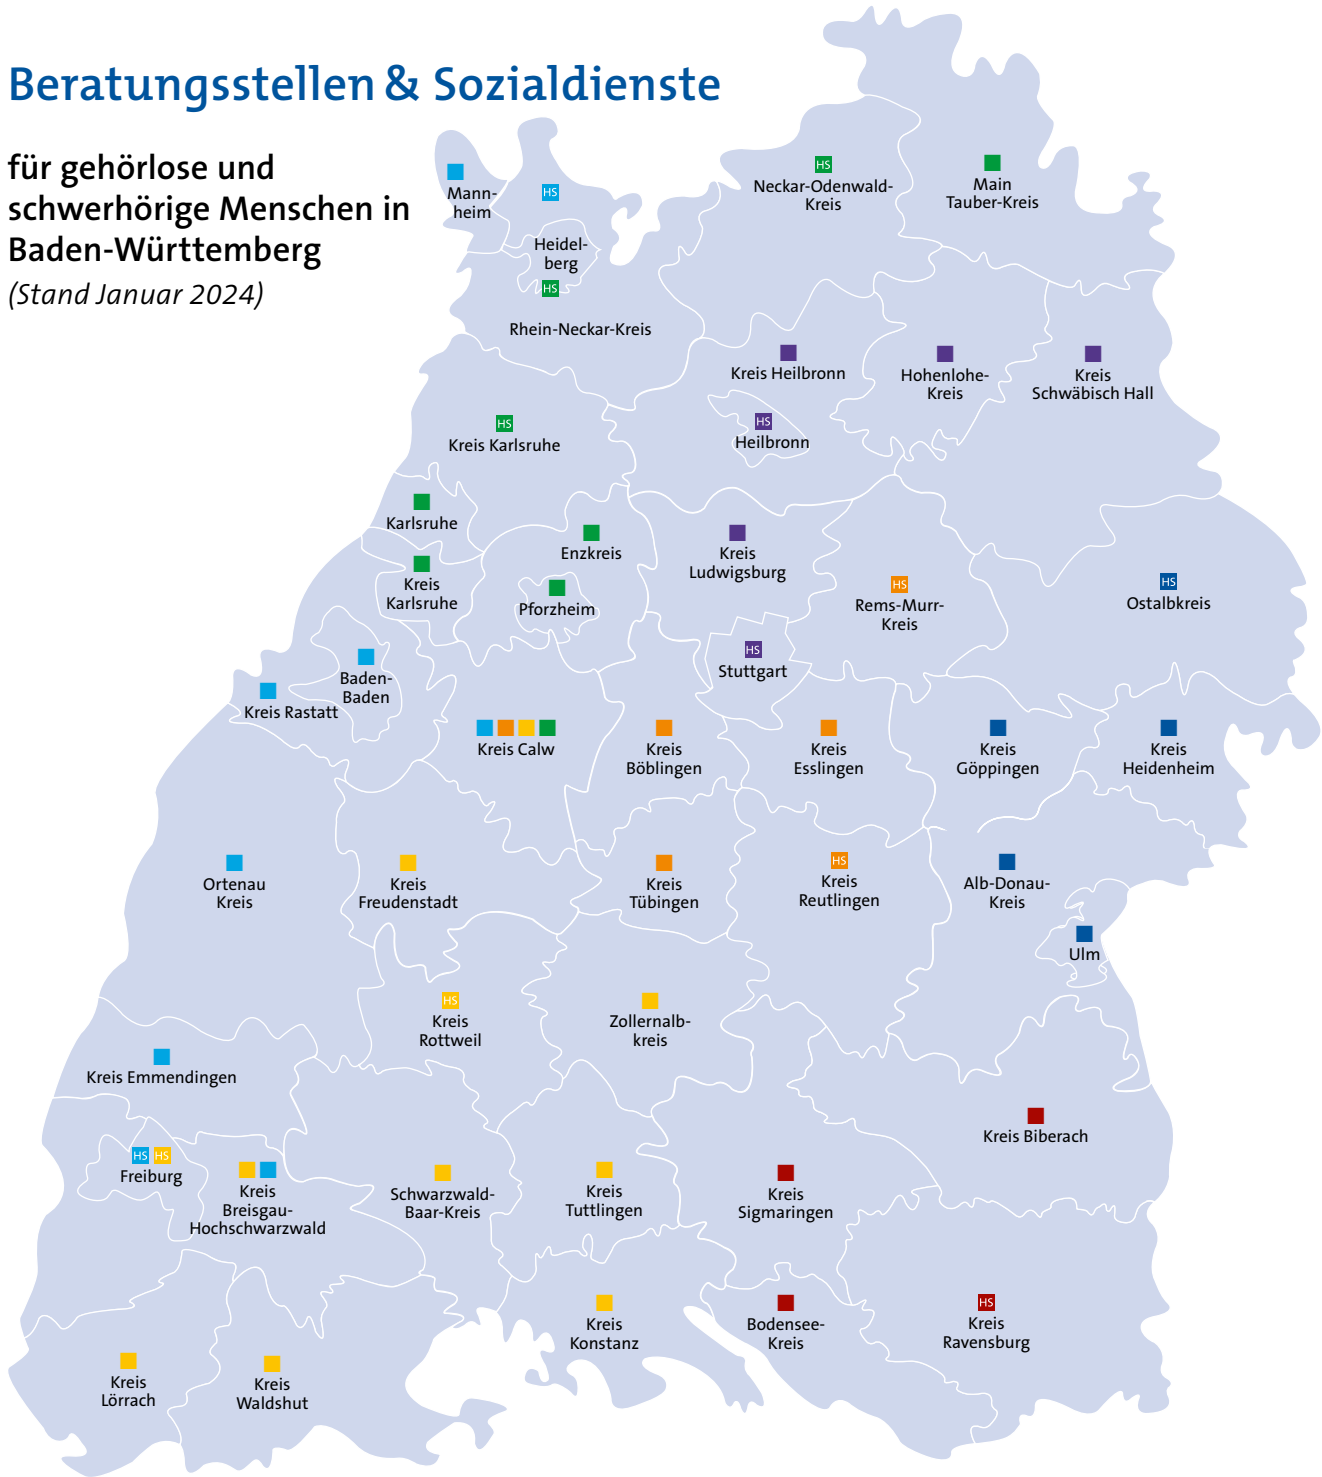 Beratungsstellen & Sozialdienste
für gehörlose und
schwerhörige Menschen in
Baden-Württemberg
(Stand Januar 2024)
Mann-
heim
HS
Heidel-
berg
HS
Rhein-Neckar-Kreis
HS
Neckar-Odenwald-
Kreis
Main
Tauber-Kreis
Kreis Heilbronn
HS
Heilbronn
Hohenlohe-
Kreis
Kreis
Schwäbisch Hall
HS
Kreis Karlsruhe
Karlsruhe
Kreis
Karlsruhe
Enzkreis
Pforzheim
Kreis
Ludwigsburg
HS
Rems-Murr-
Kreis
HS
Ostalbkreis
HS
Stuttgart
Baden-
Baden
Kreis Rastatt
Kreis Calw
Kreis
Böblingen
Kreis
Esslingen
Kreis
Göppingen
Kreis
Heidenheim
Ortenau
Kreis
Kreis
Freudenstadt
Kreis
Tübingen
HS
Kreis
Reutlingen
Alb-Donau-
Kreis
Ulm
HS
Kreis
Rottweil
Zollernalb-
kreis
Kreis Emmendingen
Kreis Biberach
HS HS
Freiburg
Kreis
Breisgau-
Hochschwarzwald
Schwarzwald-
Baar-Kreis
Kreis
Tuttlingen
Kreis
Sigmaringen
Kreis
Konstanz
Bodensee-
Kreis
HS
Kreis
Ravensburg
Kreis
Lörrach
Kreis
Waldshut